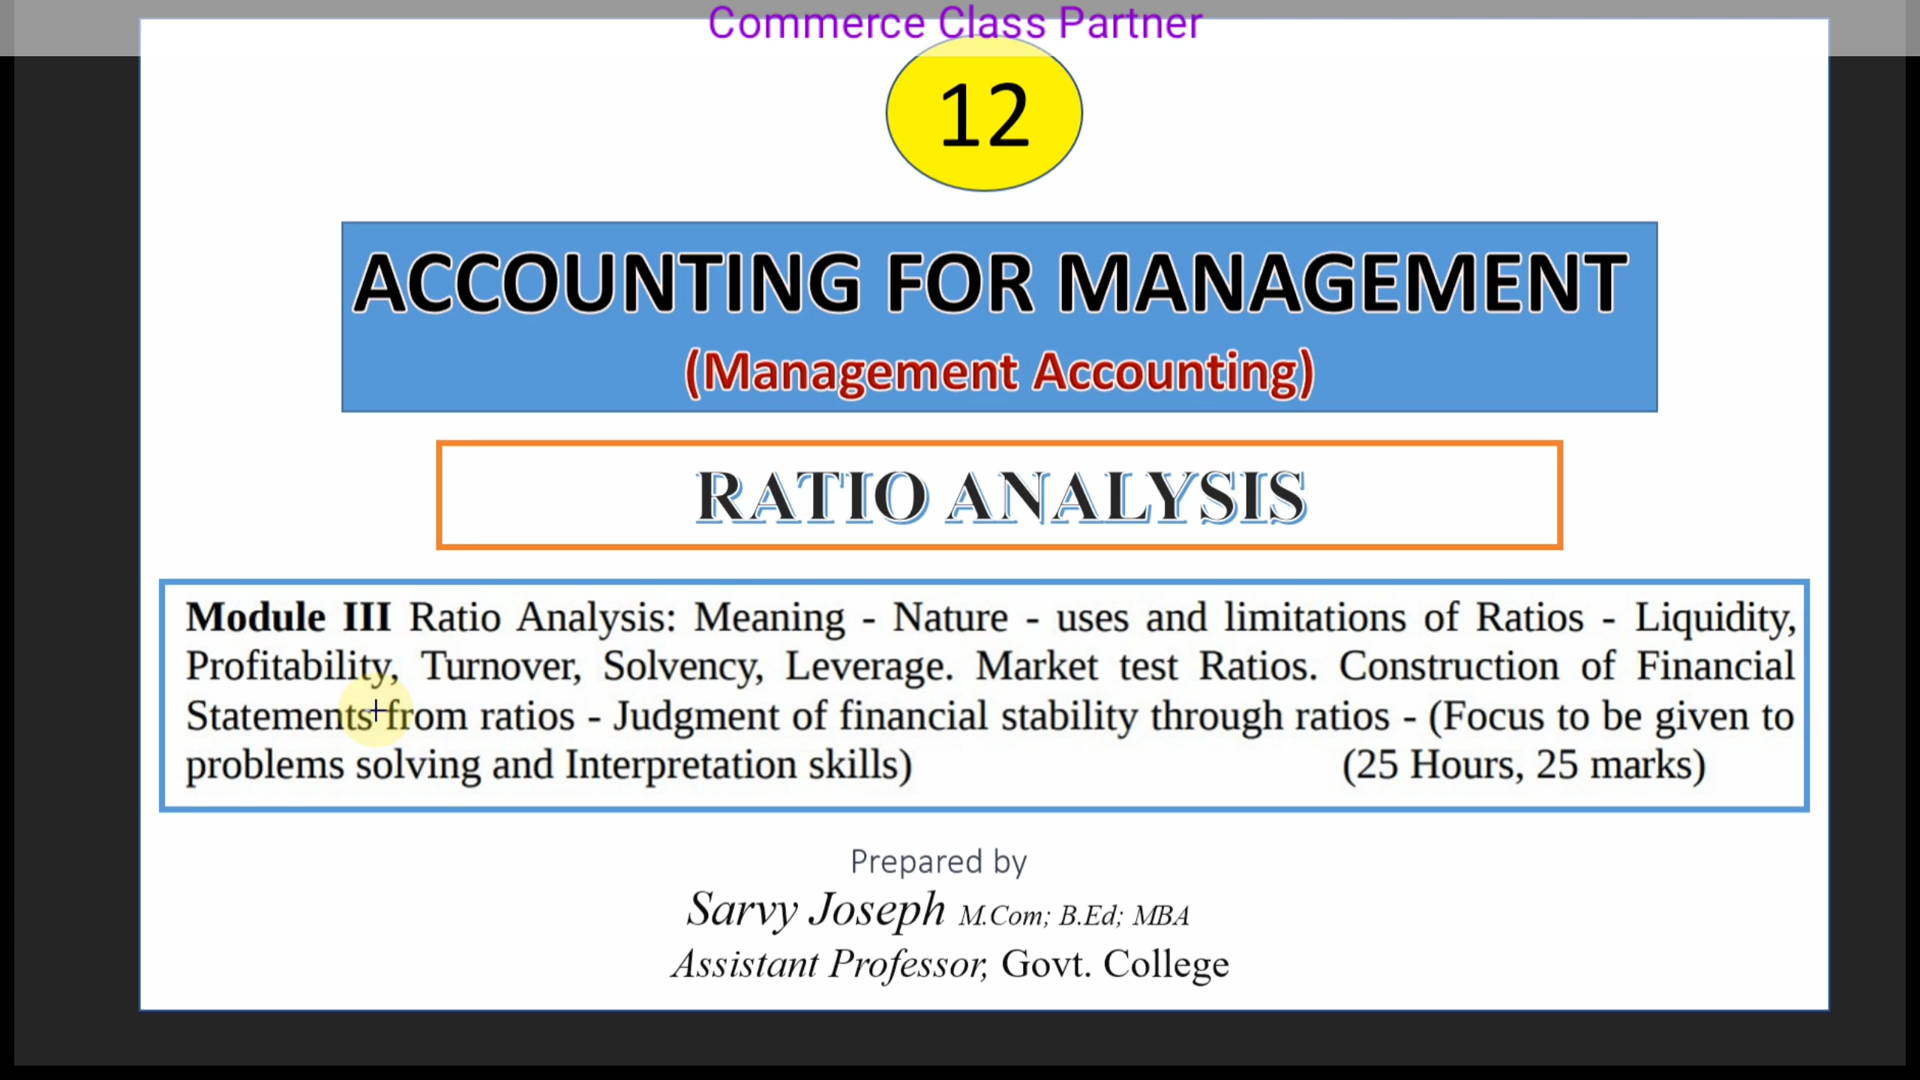 Commerce Class Partner
12
ACCOUNTING FOR MANAGEMENT
(Management Accounting)
RATIO ANALYSIS
Module III Ratio Analysis: Meaning - Nature - uses and limitations of Ratios - Liquidity,
Profitability, Turnover, Solvency, Leverage. Market test Ratios. Construction of Financial
Statements from ratios - Judgment of financial stability through ratios - (Focus to be given to
problems solving and Interpretation skills) (25 Hours, 25 marks)
Prepared by
Sarvy Joseph M.Com; B.Ed; MBA
Assistant Professor, Govt. College